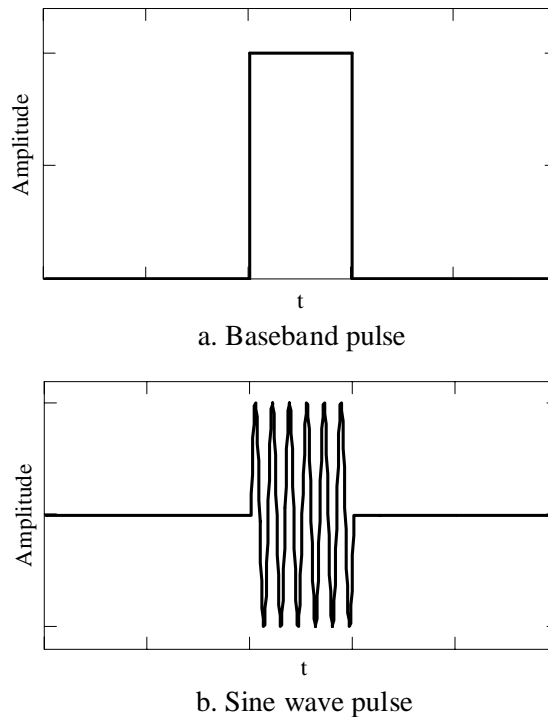 Amplitude
t
a. Baseband pulse
Amplitude
t
b. Sine wave pulse